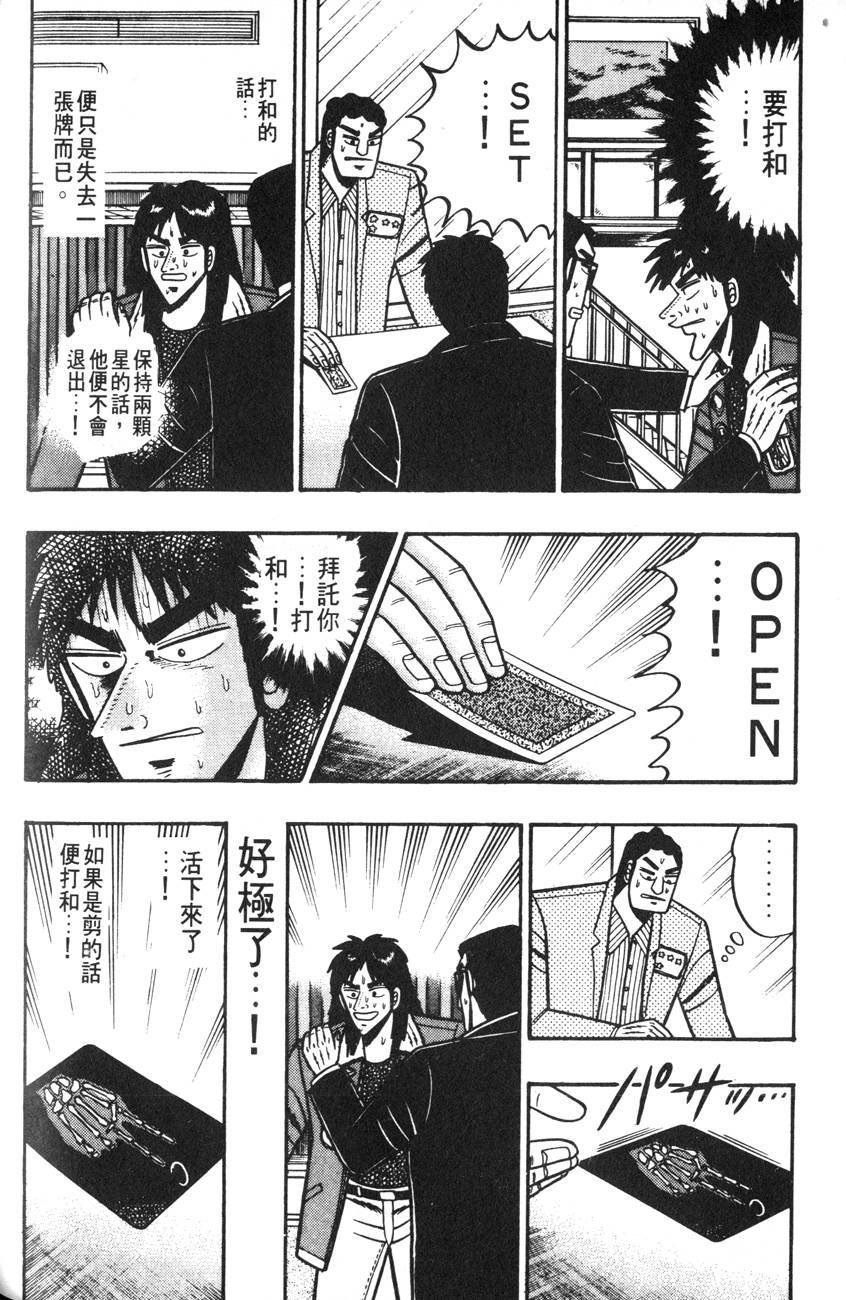 要打和
…！
SET
…！
打和的
話…
便只是失去一
張牌而已。
保持兩顆
星的話，
他便不會
退出…！
OPEN
…！
拜託你
…！打
和…！
………
パサッ…
好極了…！
活下來了
…！
如果是剪的話
便打和…！